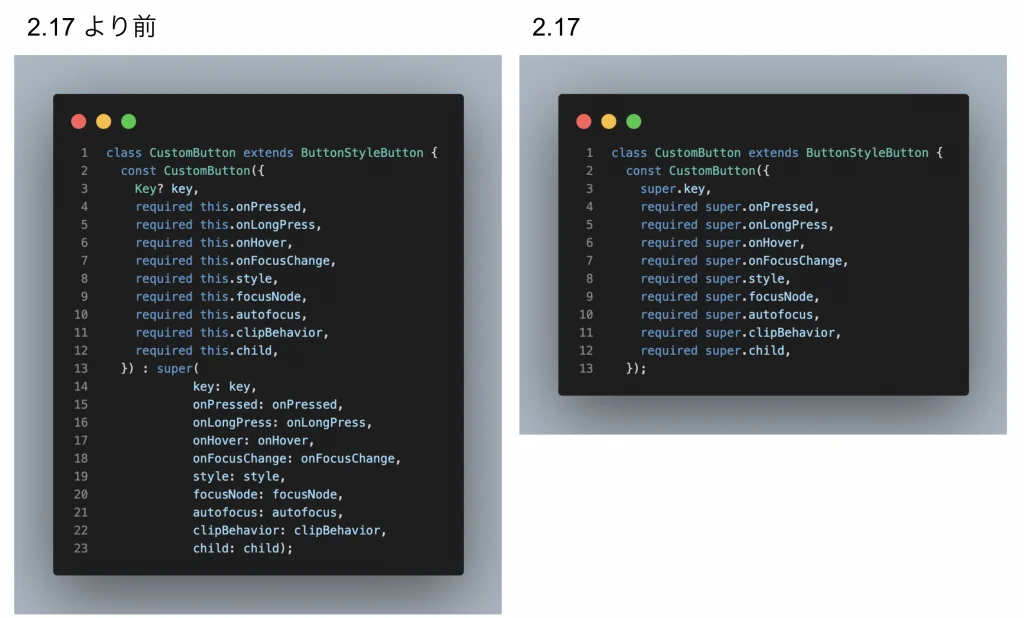 2.17 より前
1 class CustomButton extends ButtonStyleButton {
2 const CustomButton({
3 Key? key,
4 required this.onPressed,
5 required this.onLongPress,
6 required this.onHover,
7 required this.onFocusChange,
8 required this.style,
9 required this.focusNode,
10 required this.autofocus,
11 required this.clipBehavior,
12 required this.child,
13 }) : super(
14 key: key,
15 onPressed: onPressed,
16 onLongPress: onLongPress,
17 onHover: onHover,
18 onFocusChange: onFocusChange,
19 style: style,
20 focusNode: focusNode,
21 autofocus: autofocus,
22 clipBehavior: clipBehavior,
23 child: child);
2.17
1 class CustomButton extends ButtonStyleButton {
2 const CustomButton({
3 super.key,
4 required super.onPressed,
5 required super.onLongPress,
6 required super.onHover,
7 required super.onFocusChange,
8 required super.style,
9 required super.focusNode,
10 required super.autofocus,
11 required super.clipBehavior,
12 required super.child,
13 });